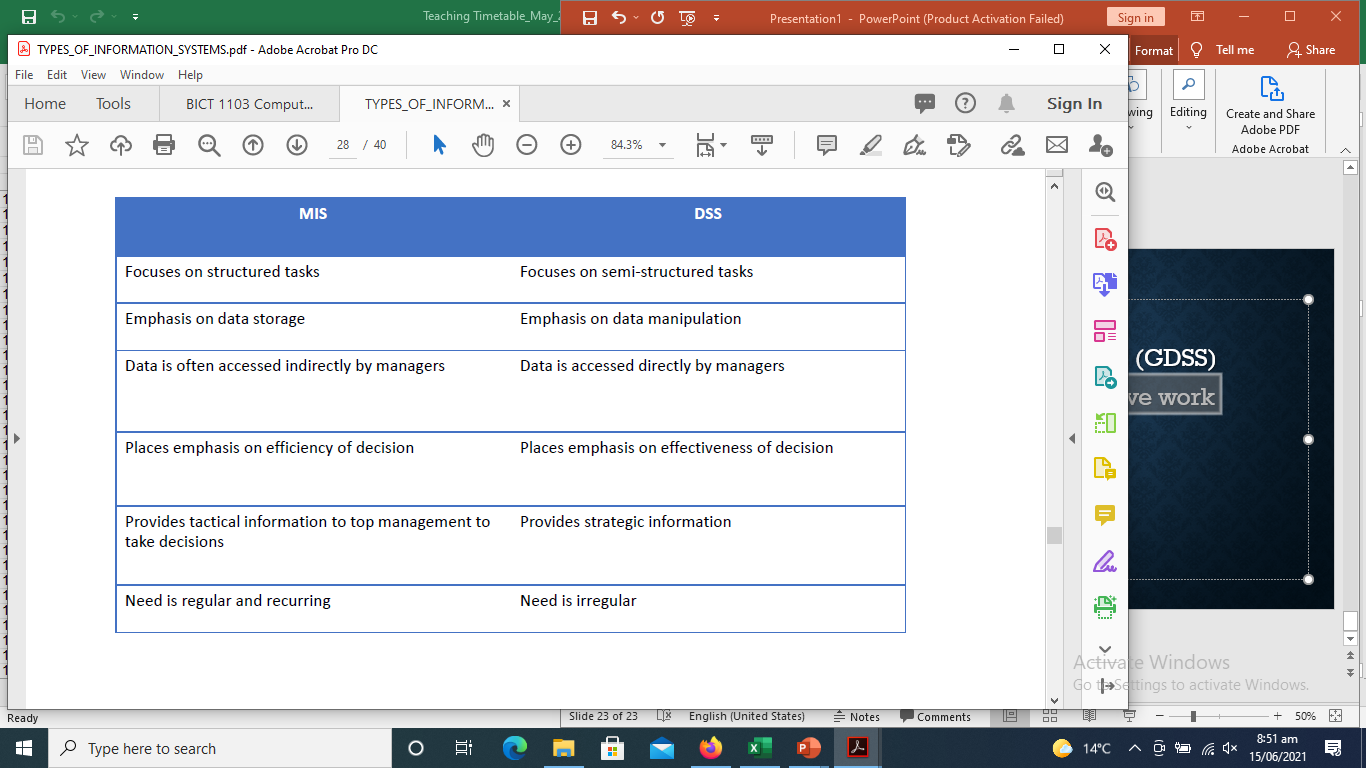 Teaching Timetable_May_
Presentation1 - PowerPoint (Product Activation Failed)
Sign in
TYPES_OF_INFORMATION_SYSTEMS.pdf - Adobe Acrobat Pro DC
Format
Tell me
Share
File Edit View Window Help
Home Tools BICT 1103 Comput... TYPES_OF_INFORM... × Sign In
28 / 40 84.3%
Editing
Create and Share
Adobe PDF
Adobe Acrobat
MIS DSS
Focuses on structured tasks Focuses on semi-structured tasks
Emphasis on data storage Emphasis on data manipulation
Data is often accessed indirectly by managers Data is accessed directly by managers
Places emphasis on efficiency of decision Places emphasis on effectiveness of decision
Provides tactical information to top management to Provides strategic information
take decisions
Need is regular and recurring Need is irregular
(GDSS)
ve work
Activate Windows
Go to Settings to activate Windows.
Ready
Slide 23 of 23 English (United States) Notes Comments 50%
Type here to search
14°C
8:51 am
15/06/2021